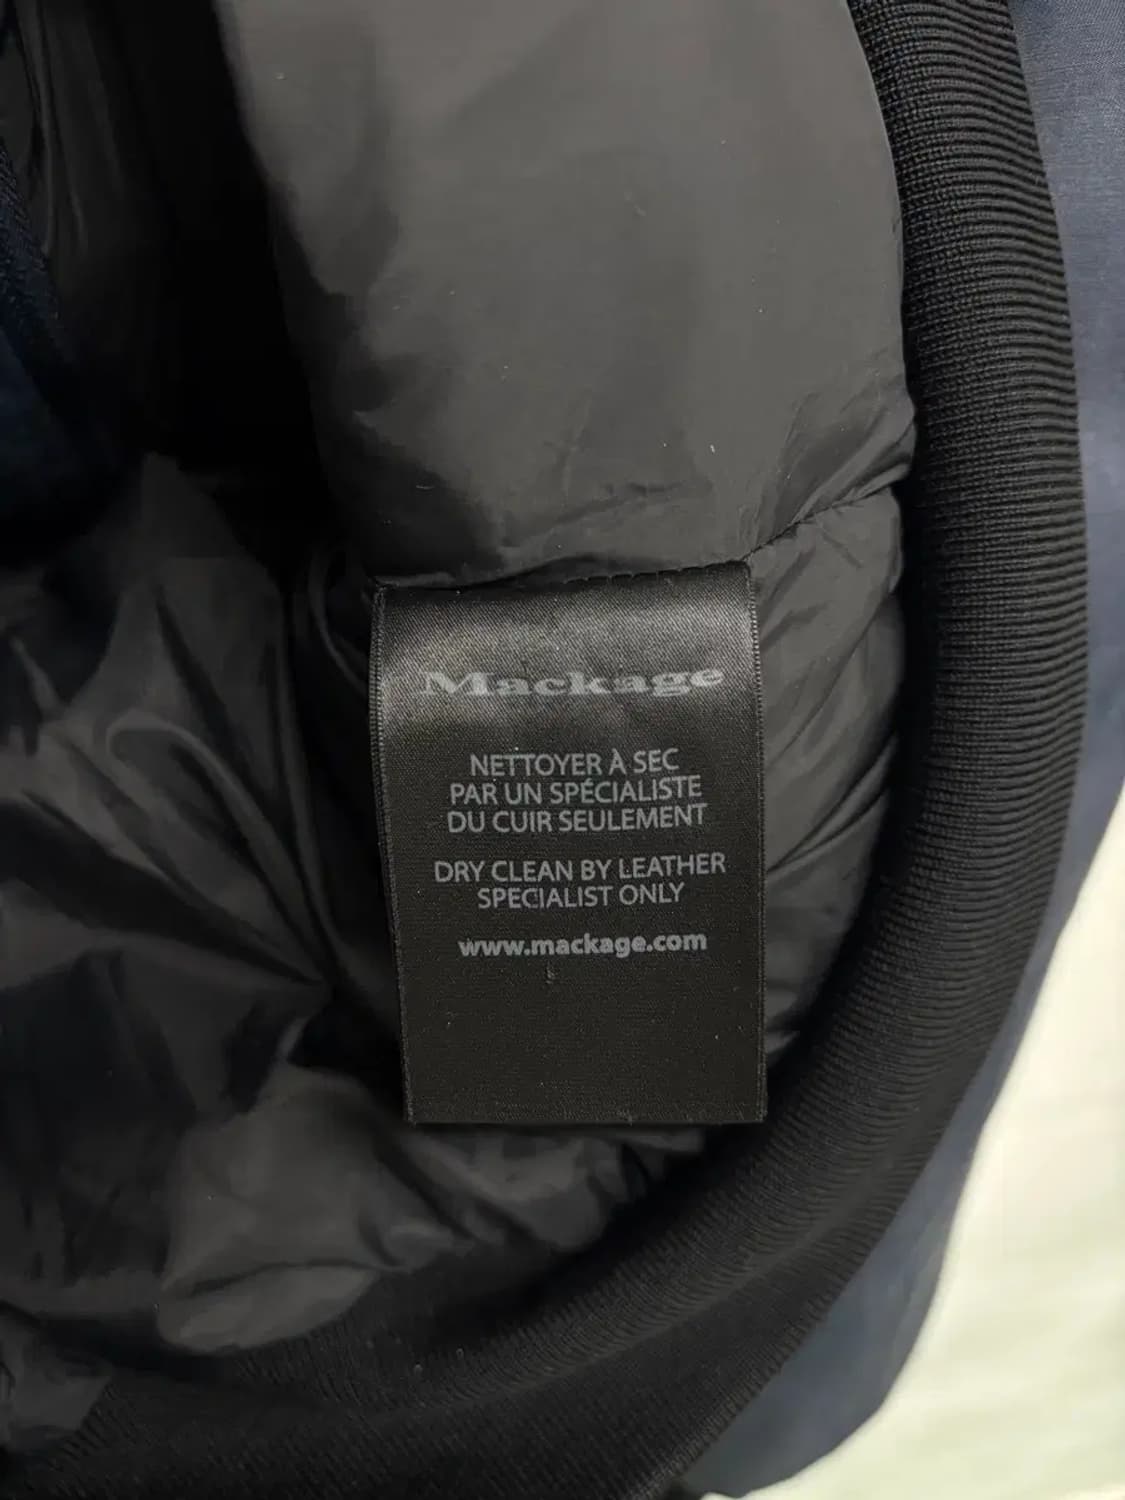 Mackage
NETTOYER À SEC
PAR UN SPÉCIALISTE
DU CUIR SEULEMENT
DRY CLEAN BY LEATHER
SPECIALIST ONLY
www.mackage.com